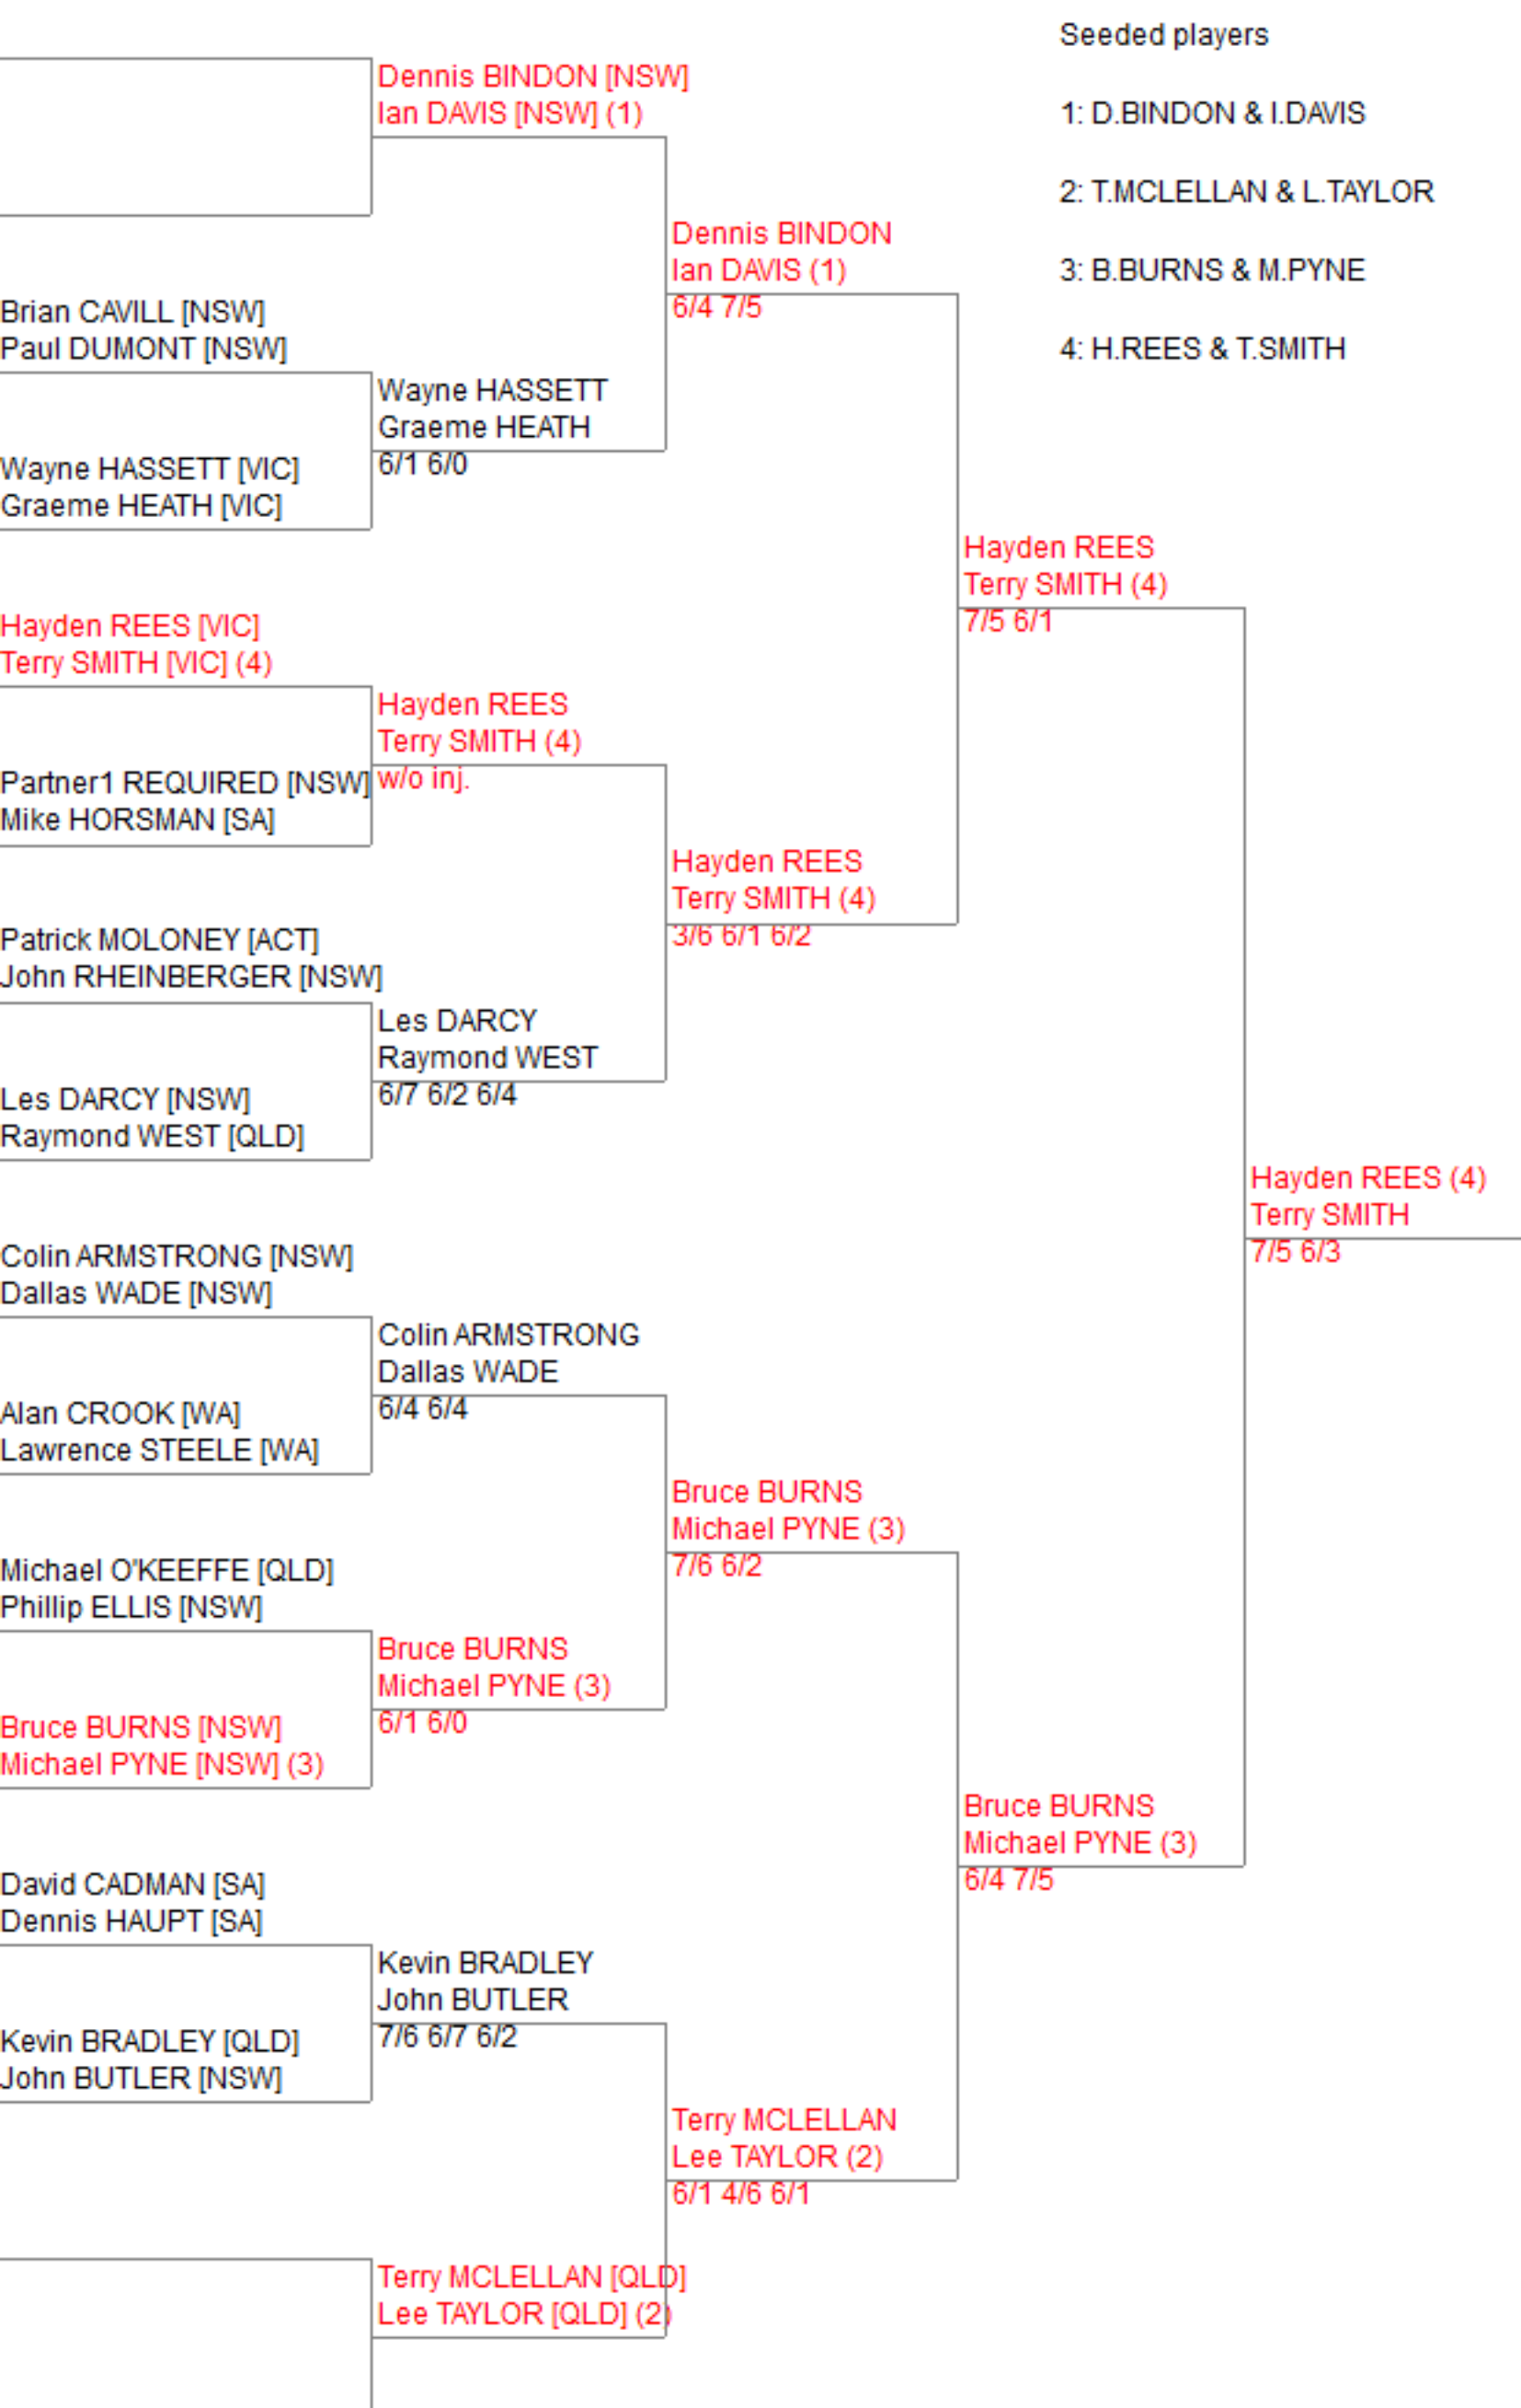 Seeded players
1: D.BINDON & I.DAVIS
2: T.MCLELLAN & L.TAYLOR
3: B.BURNS & M.PYNE
4: H.REES & T.SMITH
Brian CAVILL [NSW]
Paul DUMONT [NSW]
Wayne HASSETT [VIC]
Graeme HEATH [VIC]
Hayden REES [VIC]
Terry SMITH [VIC] (4)
Partner1 REQUIRED [NSW]
Mike HORSMAN [SA]
Patrick MOLONEY [ACT]
John RHEINBERGER [NSW]
Les DARCY [NSW]
Raymond WEST [QLD]
Colin ARMSTRONG [NSW]
Dallas WADE [NSW]
Alan CROOK [WA]
Lawrence STEELE [WA]
Michael O'KEEFFE [QLD]
Phillip ELLIS [NSW]
Bruce BURNS [NSW]
Michael PYNE [NSW] (3)
David CADMAN [SA]
Dennis HAUPT [SA]
Kevin BRADLEY [QLD]
John BUTLER [NSW]
Dennis BINDON [NSW]
Ian DAVIS [NSW] (1)
Wayne HASSETT
Graeme HEATH
6/1 6/0
Hayden REES
Terry SMITH (4)
w/o inj.
Les DARCY
Raymond WEST
6/7 6/2 6/4
Colin ARMSTRONG
Dallas WADE
6/4 6/4
Bruce BURNS
Michael PYNE (3)
6/1 6/0
Kevin BRADLEY
John BUTLER
7/6 6/7 6/2
Terry MCLELLAN [QLD]
Lee TAYLOR [QLD] (2)
Dennis BINDON
Ian DAVIS (1)
6/4 7/5
Hayden REES
Terry SMITH (4)
3/6 6/1 6/2
Bruce BURNS
Michael PYNE (3)
7/6 6/2
Terry MCLELLAN
Lee TAYLOR (2)
6/1 4/6 6/1
Hayden REES
Terry SMITH (4)
7/5 6/1
Bruce BURNS
Michael PYNE (3)
6/4 7/5
Hayden REES (4)
Terry SMITH
7/5 6/3